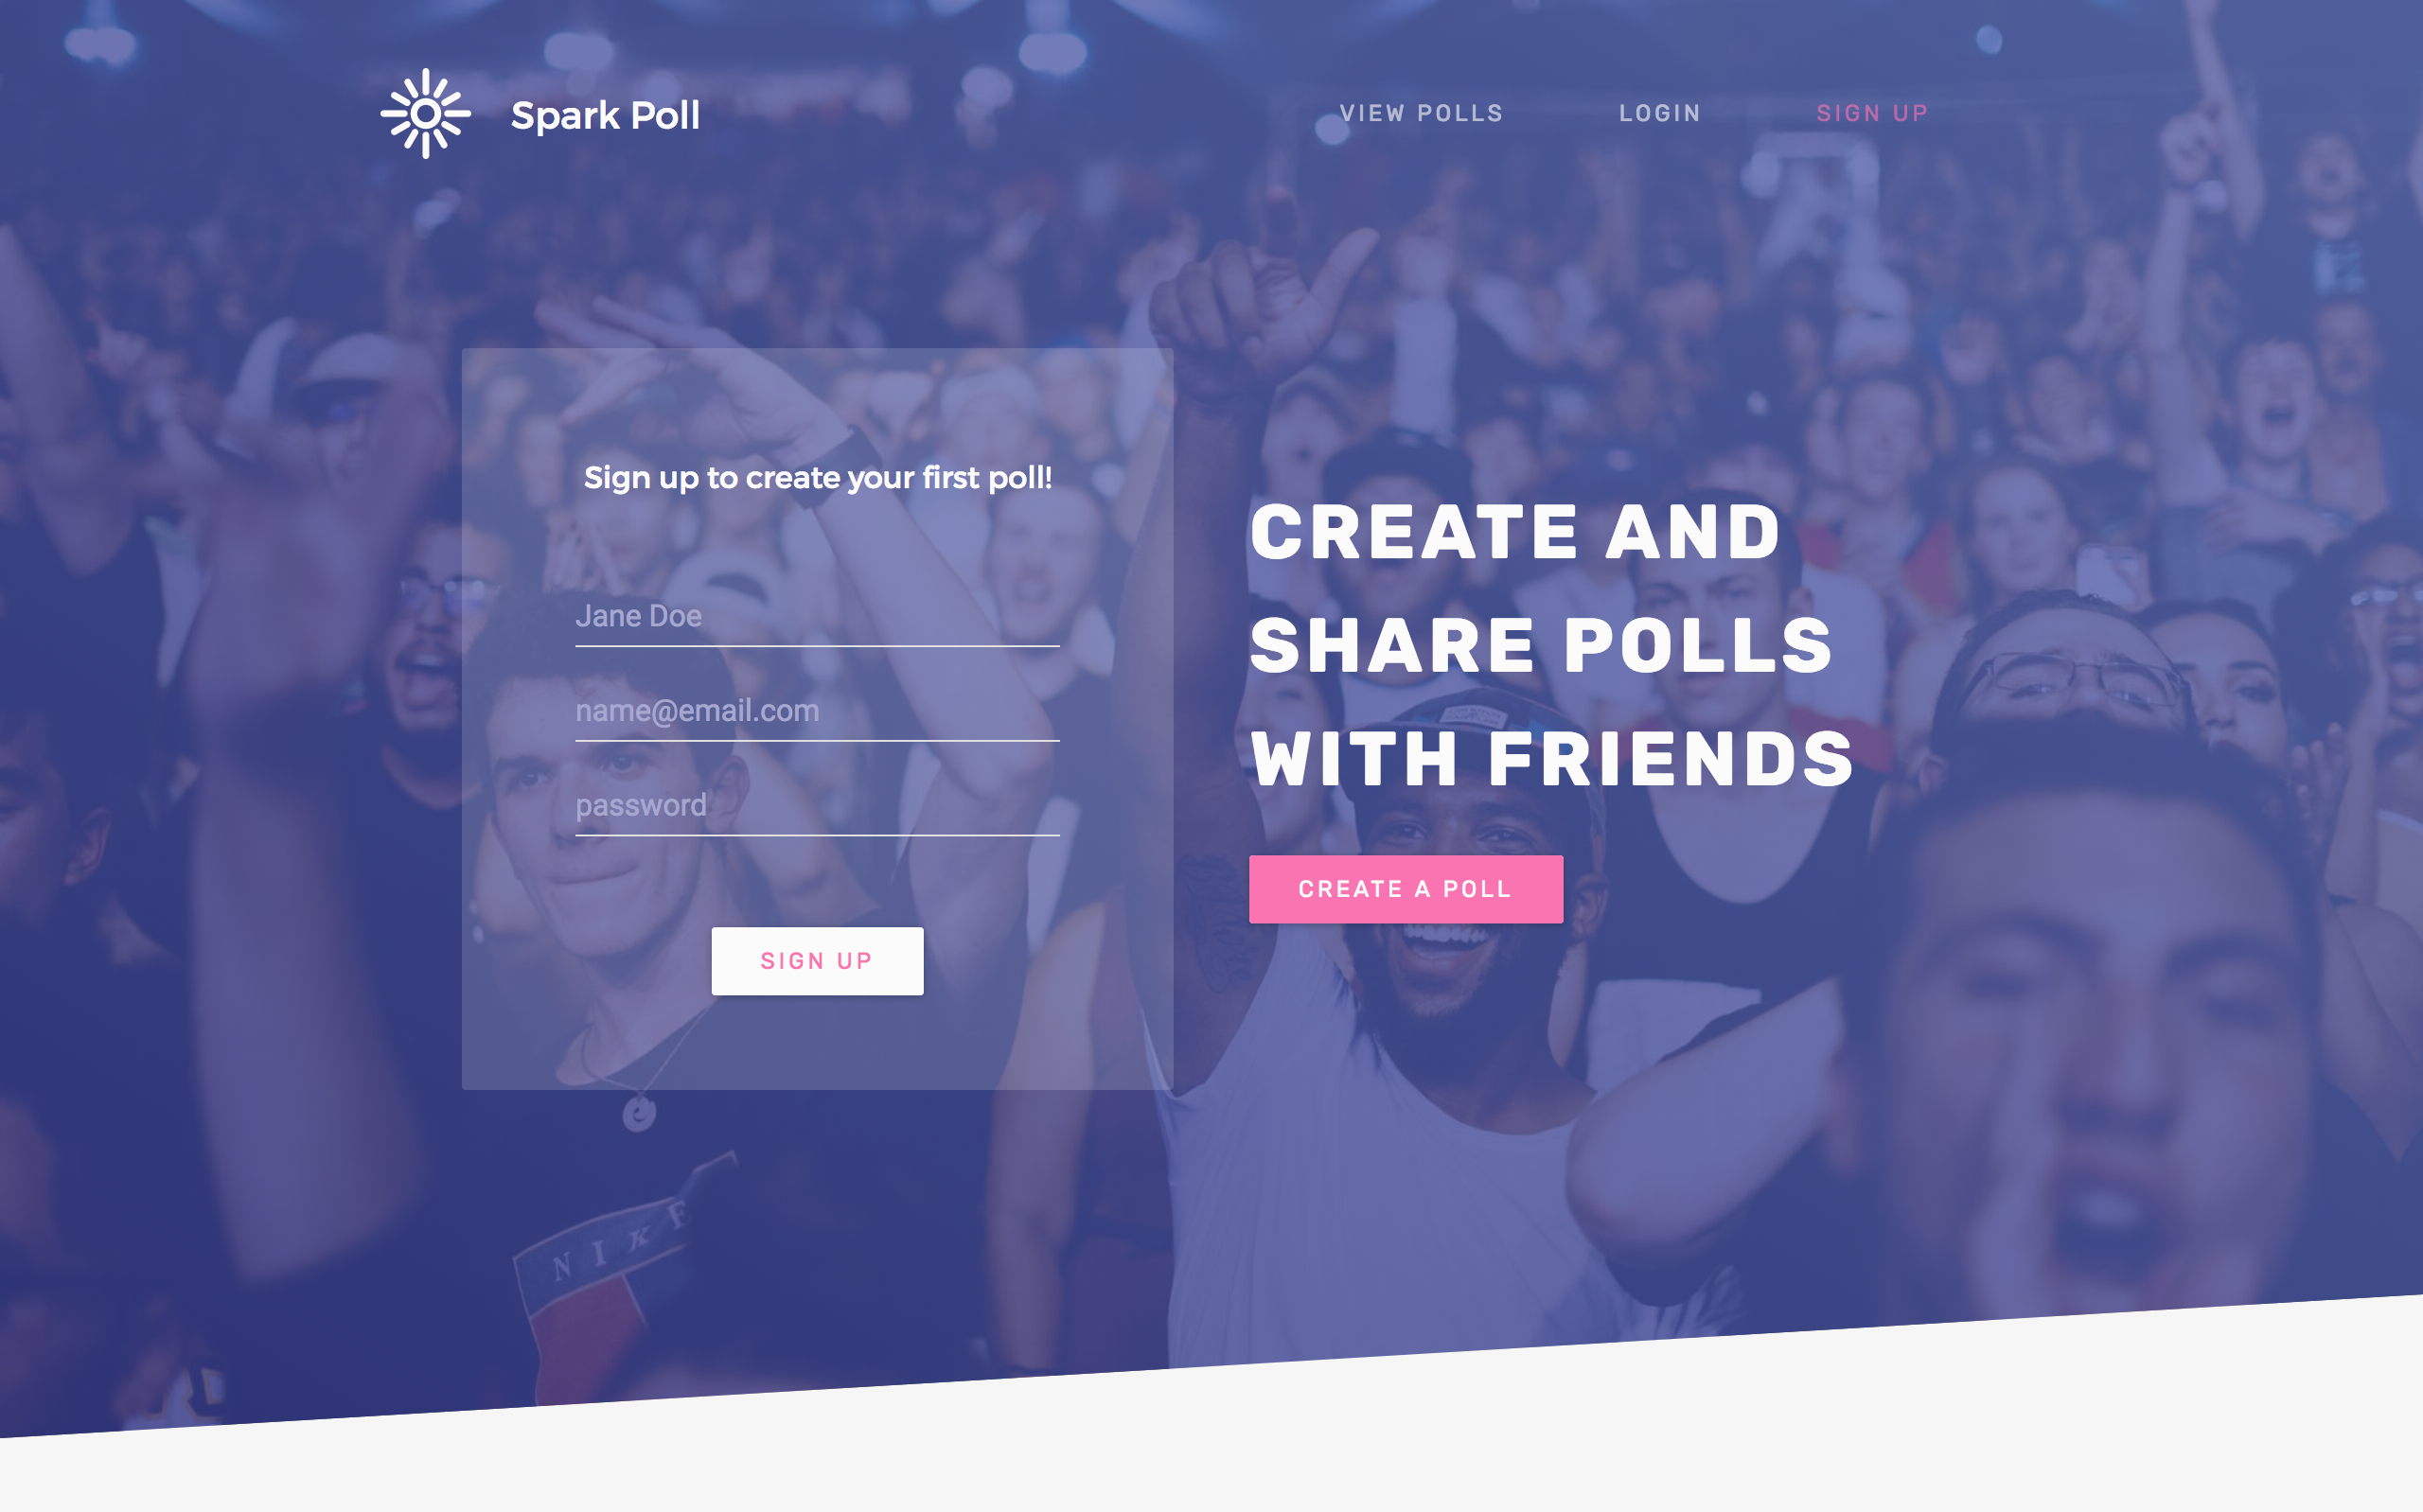 Spark Poll
VIEW POLLS
LOGIN
SIGN UP
Sign up to create your first poll!
Jane Doe
name@email.com
password
SIGN UP
CREATE AND
SHARE POLLS
WITH FRIENDS
CREATE A POLL
NIKE